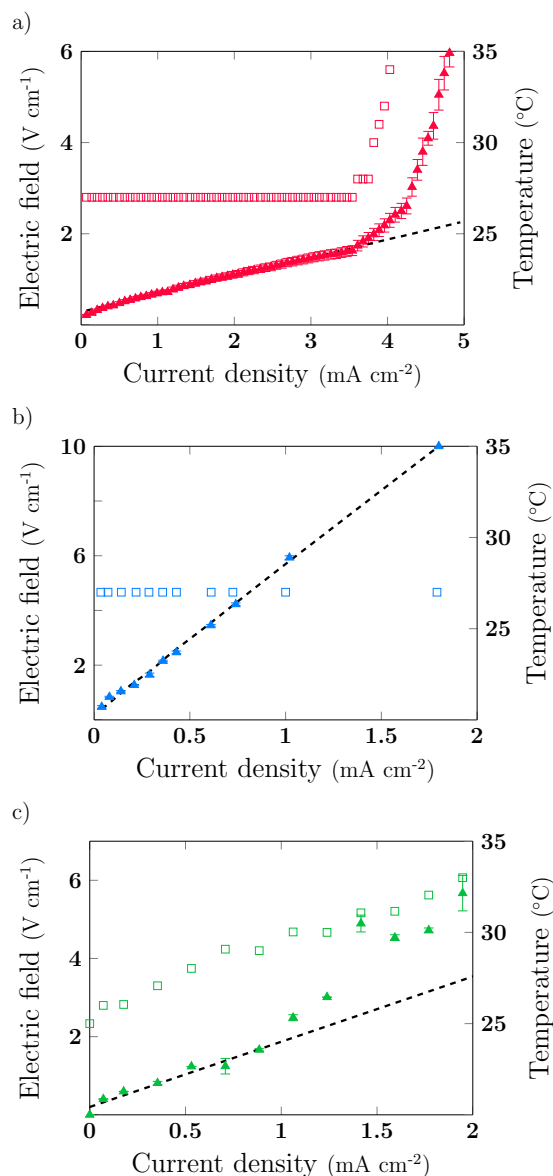 a)
6
4
2
0
1
2
3
4
5
35
30
25
Electric field (V cm-1)
Temperature (°C)
Current density (mA cm-2)
b)
10
6
2
0
0.5
1
1.5
2
35
30
25
Electric field (V cm-1)
Temperature (°C)
Current density (mA cm-2)
c)
6
4
2
0
0.5
1
1.5
2
35
30
25
Electric field (V cm-1)
Temperature (°C)
Current density (mA cm-2)